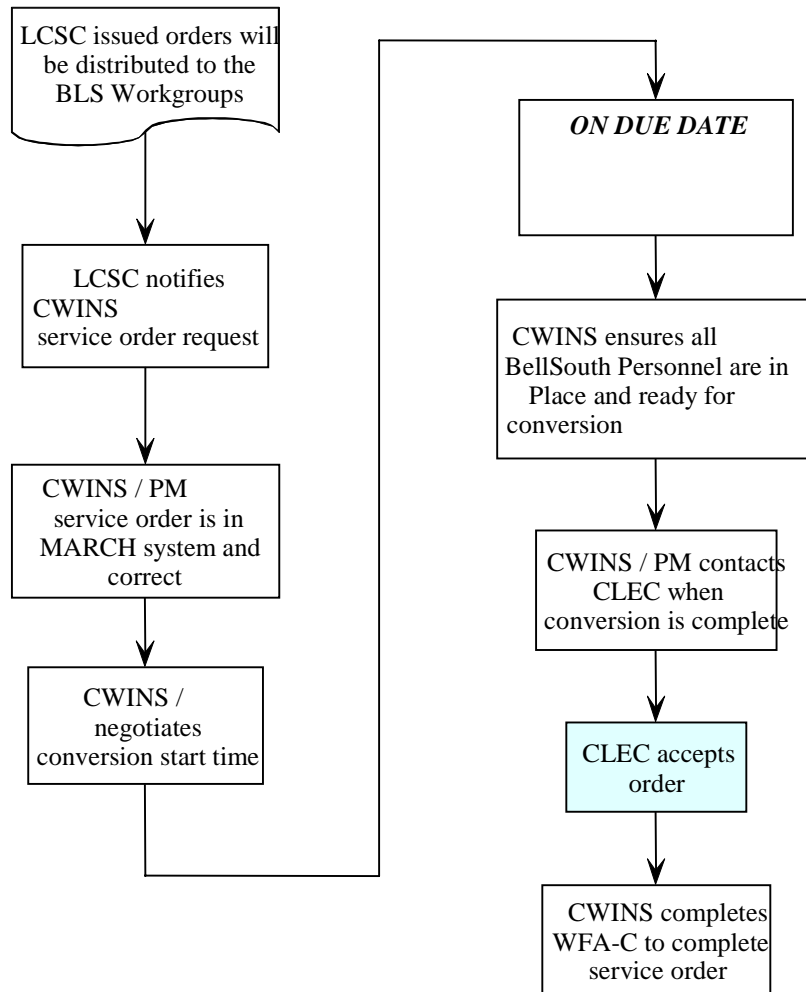 LCSC issued orders will
be distributed to the
BLS Workgroups
LCSC notifies
CWINS
service order request
CWINS / PM
service order is in
MARCH system and
correct
CWINS /
negotiates
conversion start time
ON DUE DATE
CWINS ensures all
BellSouth Personnel are in
Place and ready for
conversion
CWINS / PM contacts
CLEC when
conversion is complete
CLEC accepts
order
CWINS completes
WFA-C to complete
service order